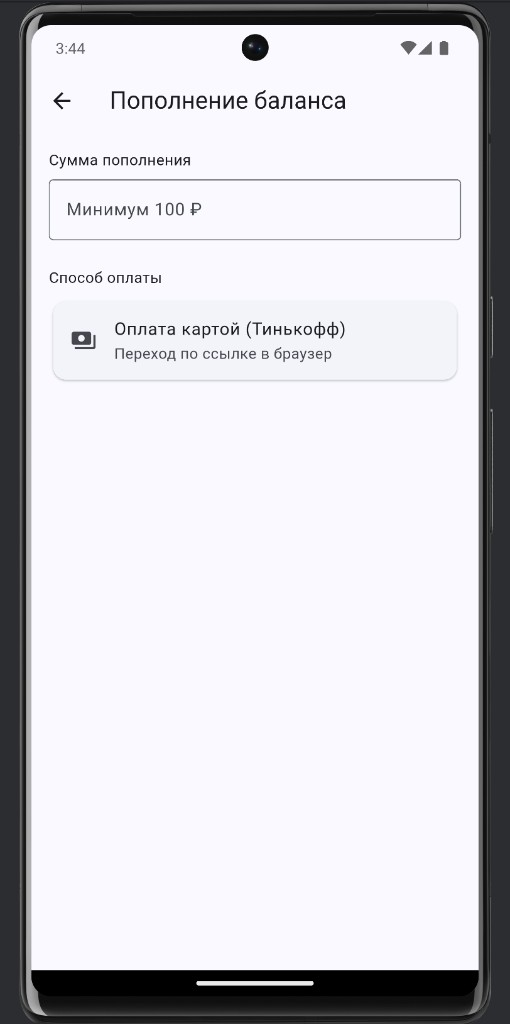 3:44
Пополнение баланса
Сумма пополнения
Минимум 100 ₽
Способ оплаты
Оплата картой (Тинькофф)
Переход по ссылке в браузер